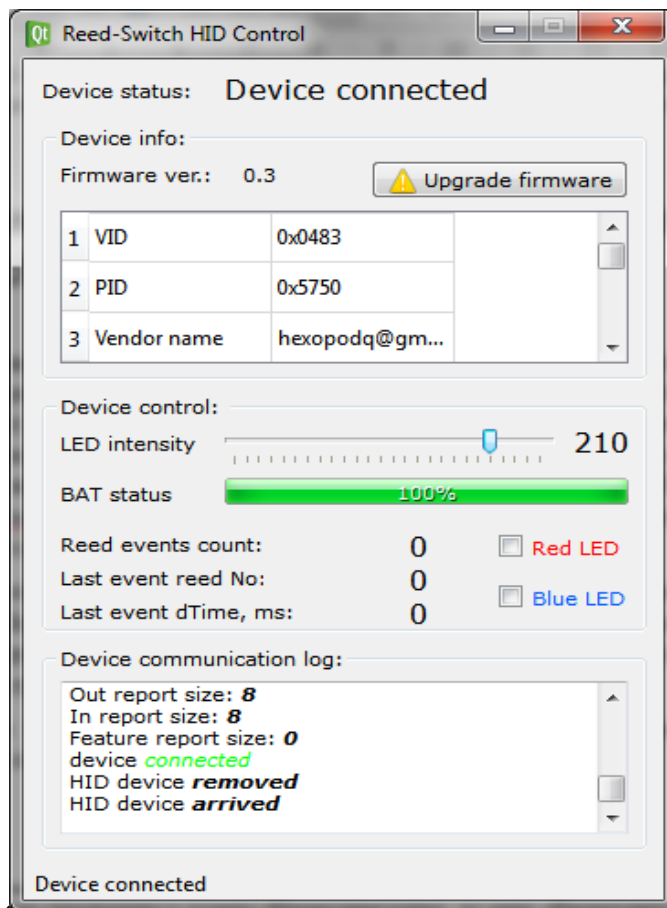 Reed-Switch HID Control
Device status: Device connected
Device info:
Firmware ver.: 0.3 Upgrade firmware
1 VID 0x0483
2 PID 0x5750
3 Vendor name hexopodq@gm...
Device control:
LED intensity 210
BAT status 100%
Reed events count: 0 Red LED
Last event reed No: 0
Blue LED
Last event dTime, ms: 0
Device communication log:
Out report size: 8
In report size: 8
Feature report size: 0
device connected
HID device removed
HID device arrived
Device connected